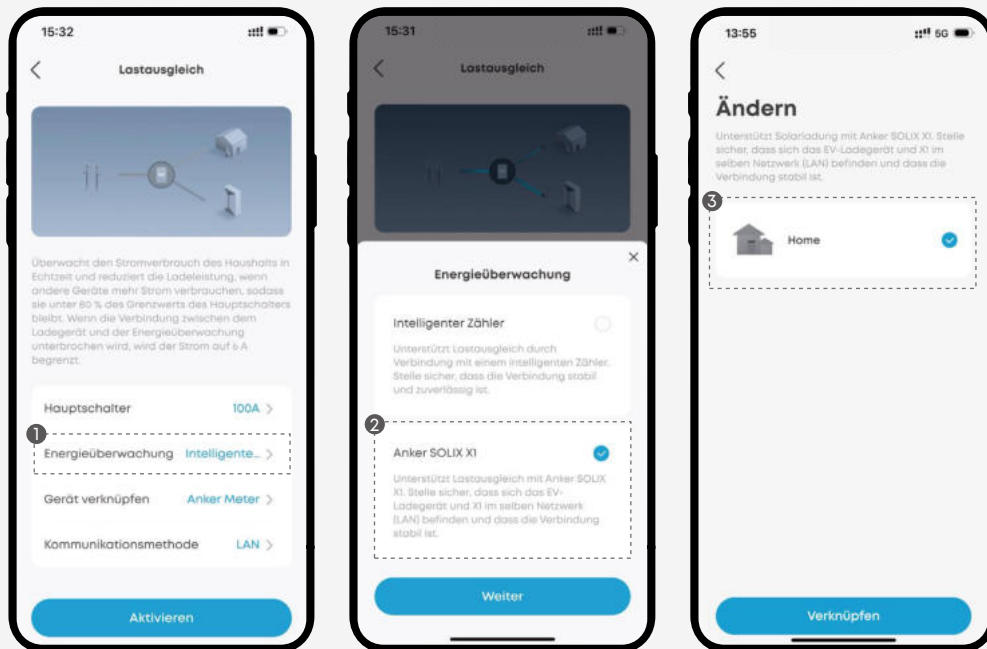 15:32
Lastausgleich
Überwacht den Stromverbrauch des Haushalts in
Echtzeit und reduziert die Ladeleistung, wenn
andere Geräte mehr Strom verbrauchen, sodass
sie unter 80 % des Grenzwerts des Hauptschalters
bleibt. Wenn die Verbindung zwischen dem
Ladegerät und der Energieüberwachung
unterbrochen wird, wird der Strom auf 6 A
begrenzt.
Hauptschalter 100A >
1
Energieüberwachung Intelligente... >
Gerät verknüpfen Anker Meter >
Kommunikationsmethode LAN >
Aktivieren
15:31
Lastausgleich
Energieüberwachung
Intelligenter Zähler
Unterstützt Lastausgleich durch
Verbindung mit einem intelligenten Zähler.
Stelle sicher, dass die Verbindung stabil
und zuverlässig ist.
2
Anker SOLIX X1
Unterstützt Lastausgleich mit Anker SOLIX
X1. Stelle sicher, dass sich das EV-
Ladegerät und X1 im selben Netzwerk
(LAN) befinden und dass die Verbindung
stabil ist.
Weiter
13:55 5G
Ändern
Unterstützt Solarladung mit Anker SOLIX X1. Stelle
sicher, dass sich das EV-Ladegerät und X1 im
selben Netzwerk (LAN) befinden und dass die
Verbindung stabil ist.
3
Home
Verknüpfen